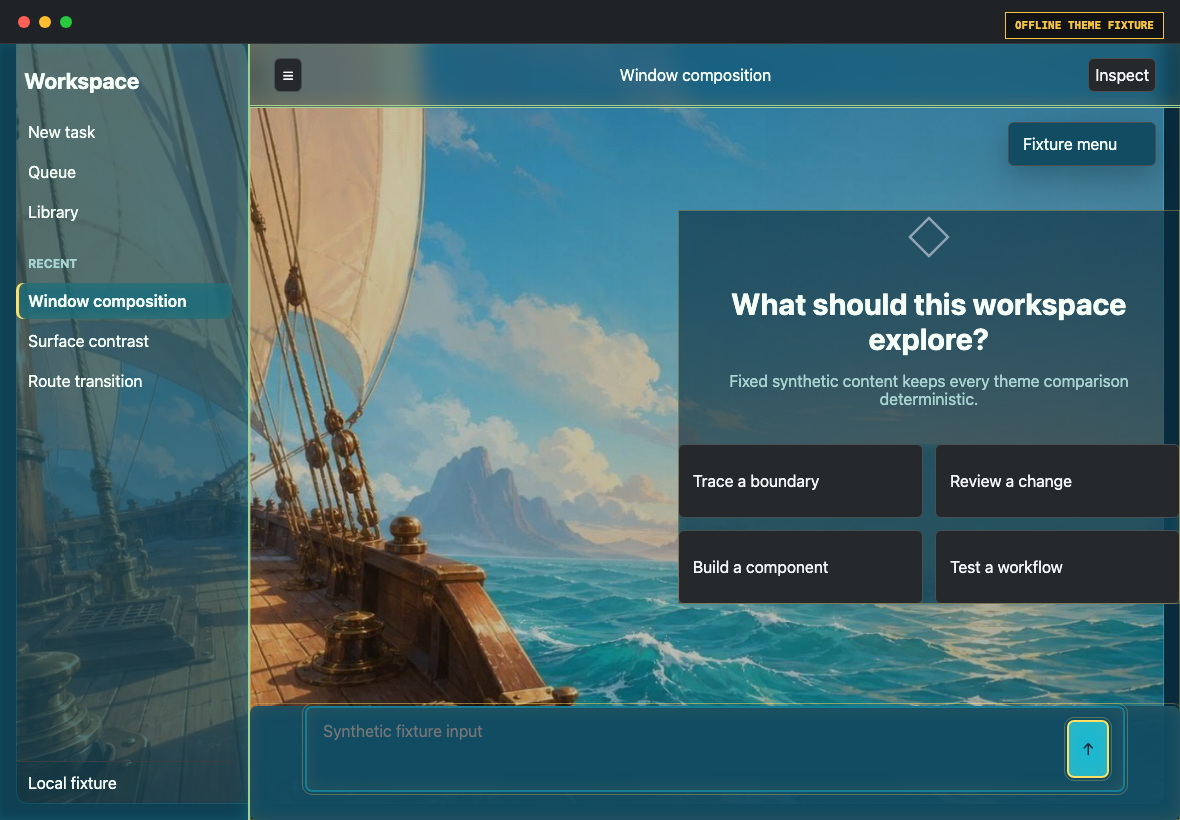 OFFLINE THEME FIXTURE
Workspace
New task
Queue
Library
RECENT
Window composition
Surface contrast
Route transition
Local fixture
Window composition
Inspect
Fixture menu
What should this workspace
explore?
Fixed synthetic content keeps every theme comparison
deterministic.
Trace a boundary
Review a change
Build a component
Test a workflow
Synthetic fixture input